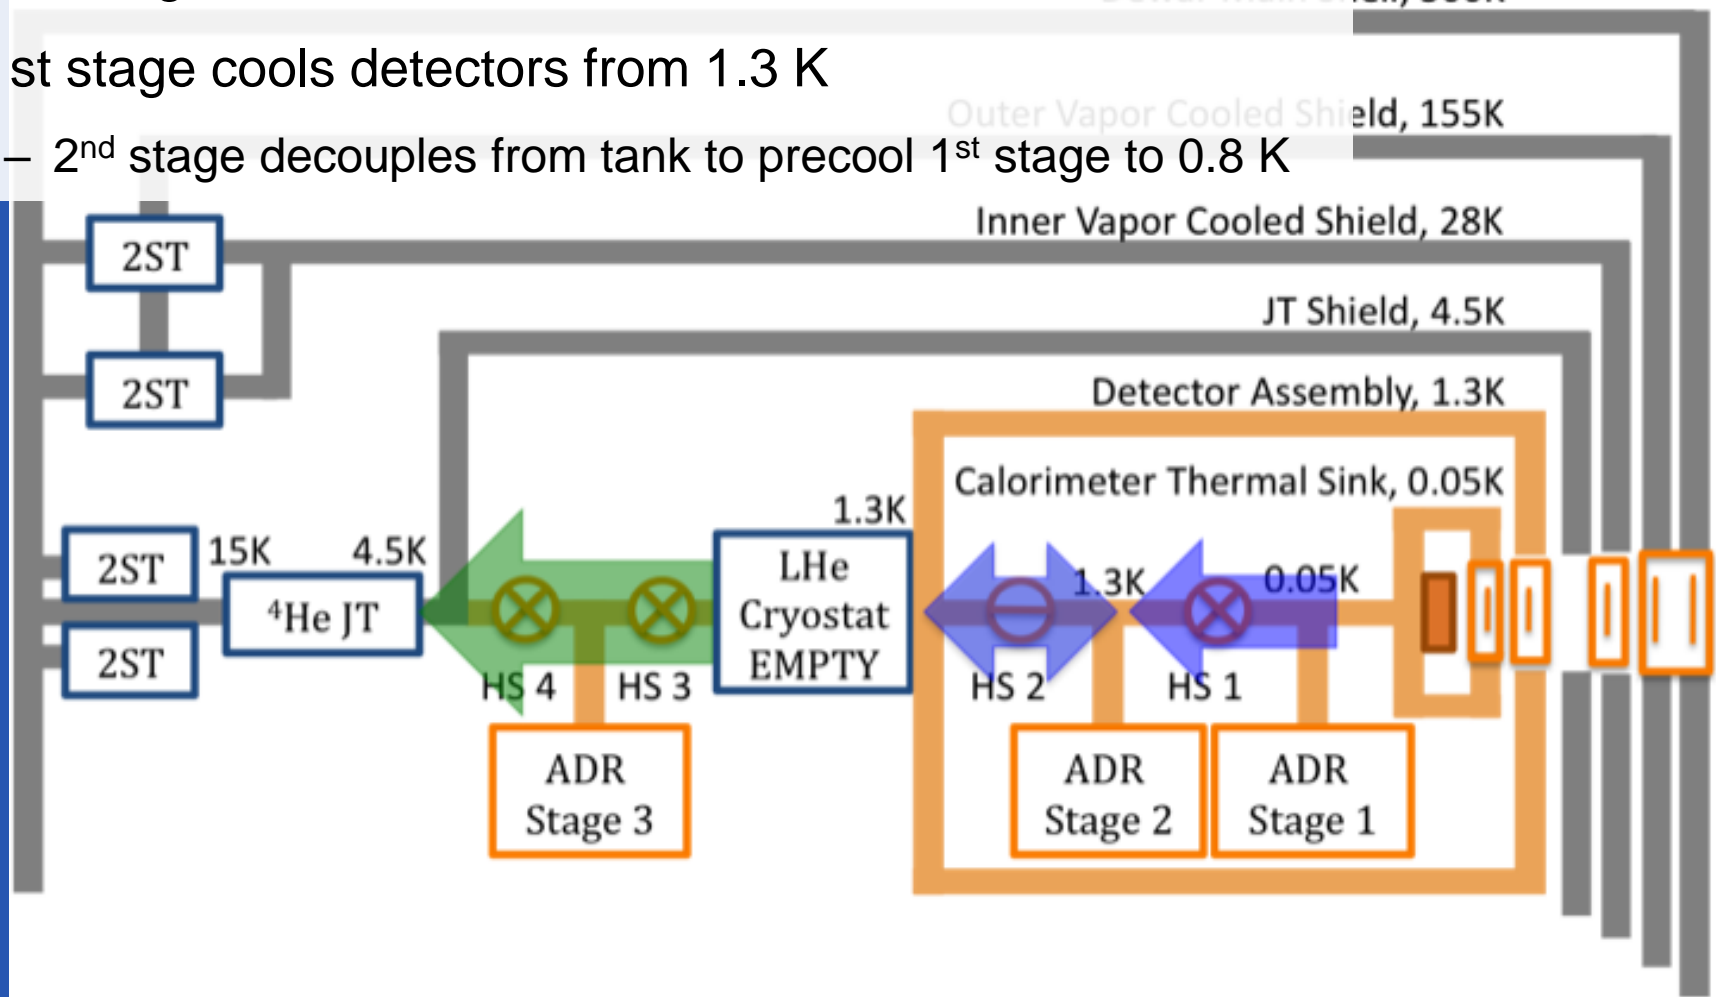 st stage cools detectors from 1.3 K
Outer Vapor Cooled Shield, 155K
– 2nd stage decouples from tank to precool 1st stage to 0.8 K
Inner Vapor Cooled Shield, 28K
2ST
JT Shield, 4.5K
2ST
Detector Assembly, 1.3K
Calorimeter Thermal Sink, 0.05K
1.3K
2ST
15K
4.5K
LHe
Cryostat
EMPTY
1.3K
0.05K
⁴He JT
2ST
HS 4
HS 3
HS 2
HS 1
ADR
Stage 3
ADR
Stage 2
ADR
Stage 1